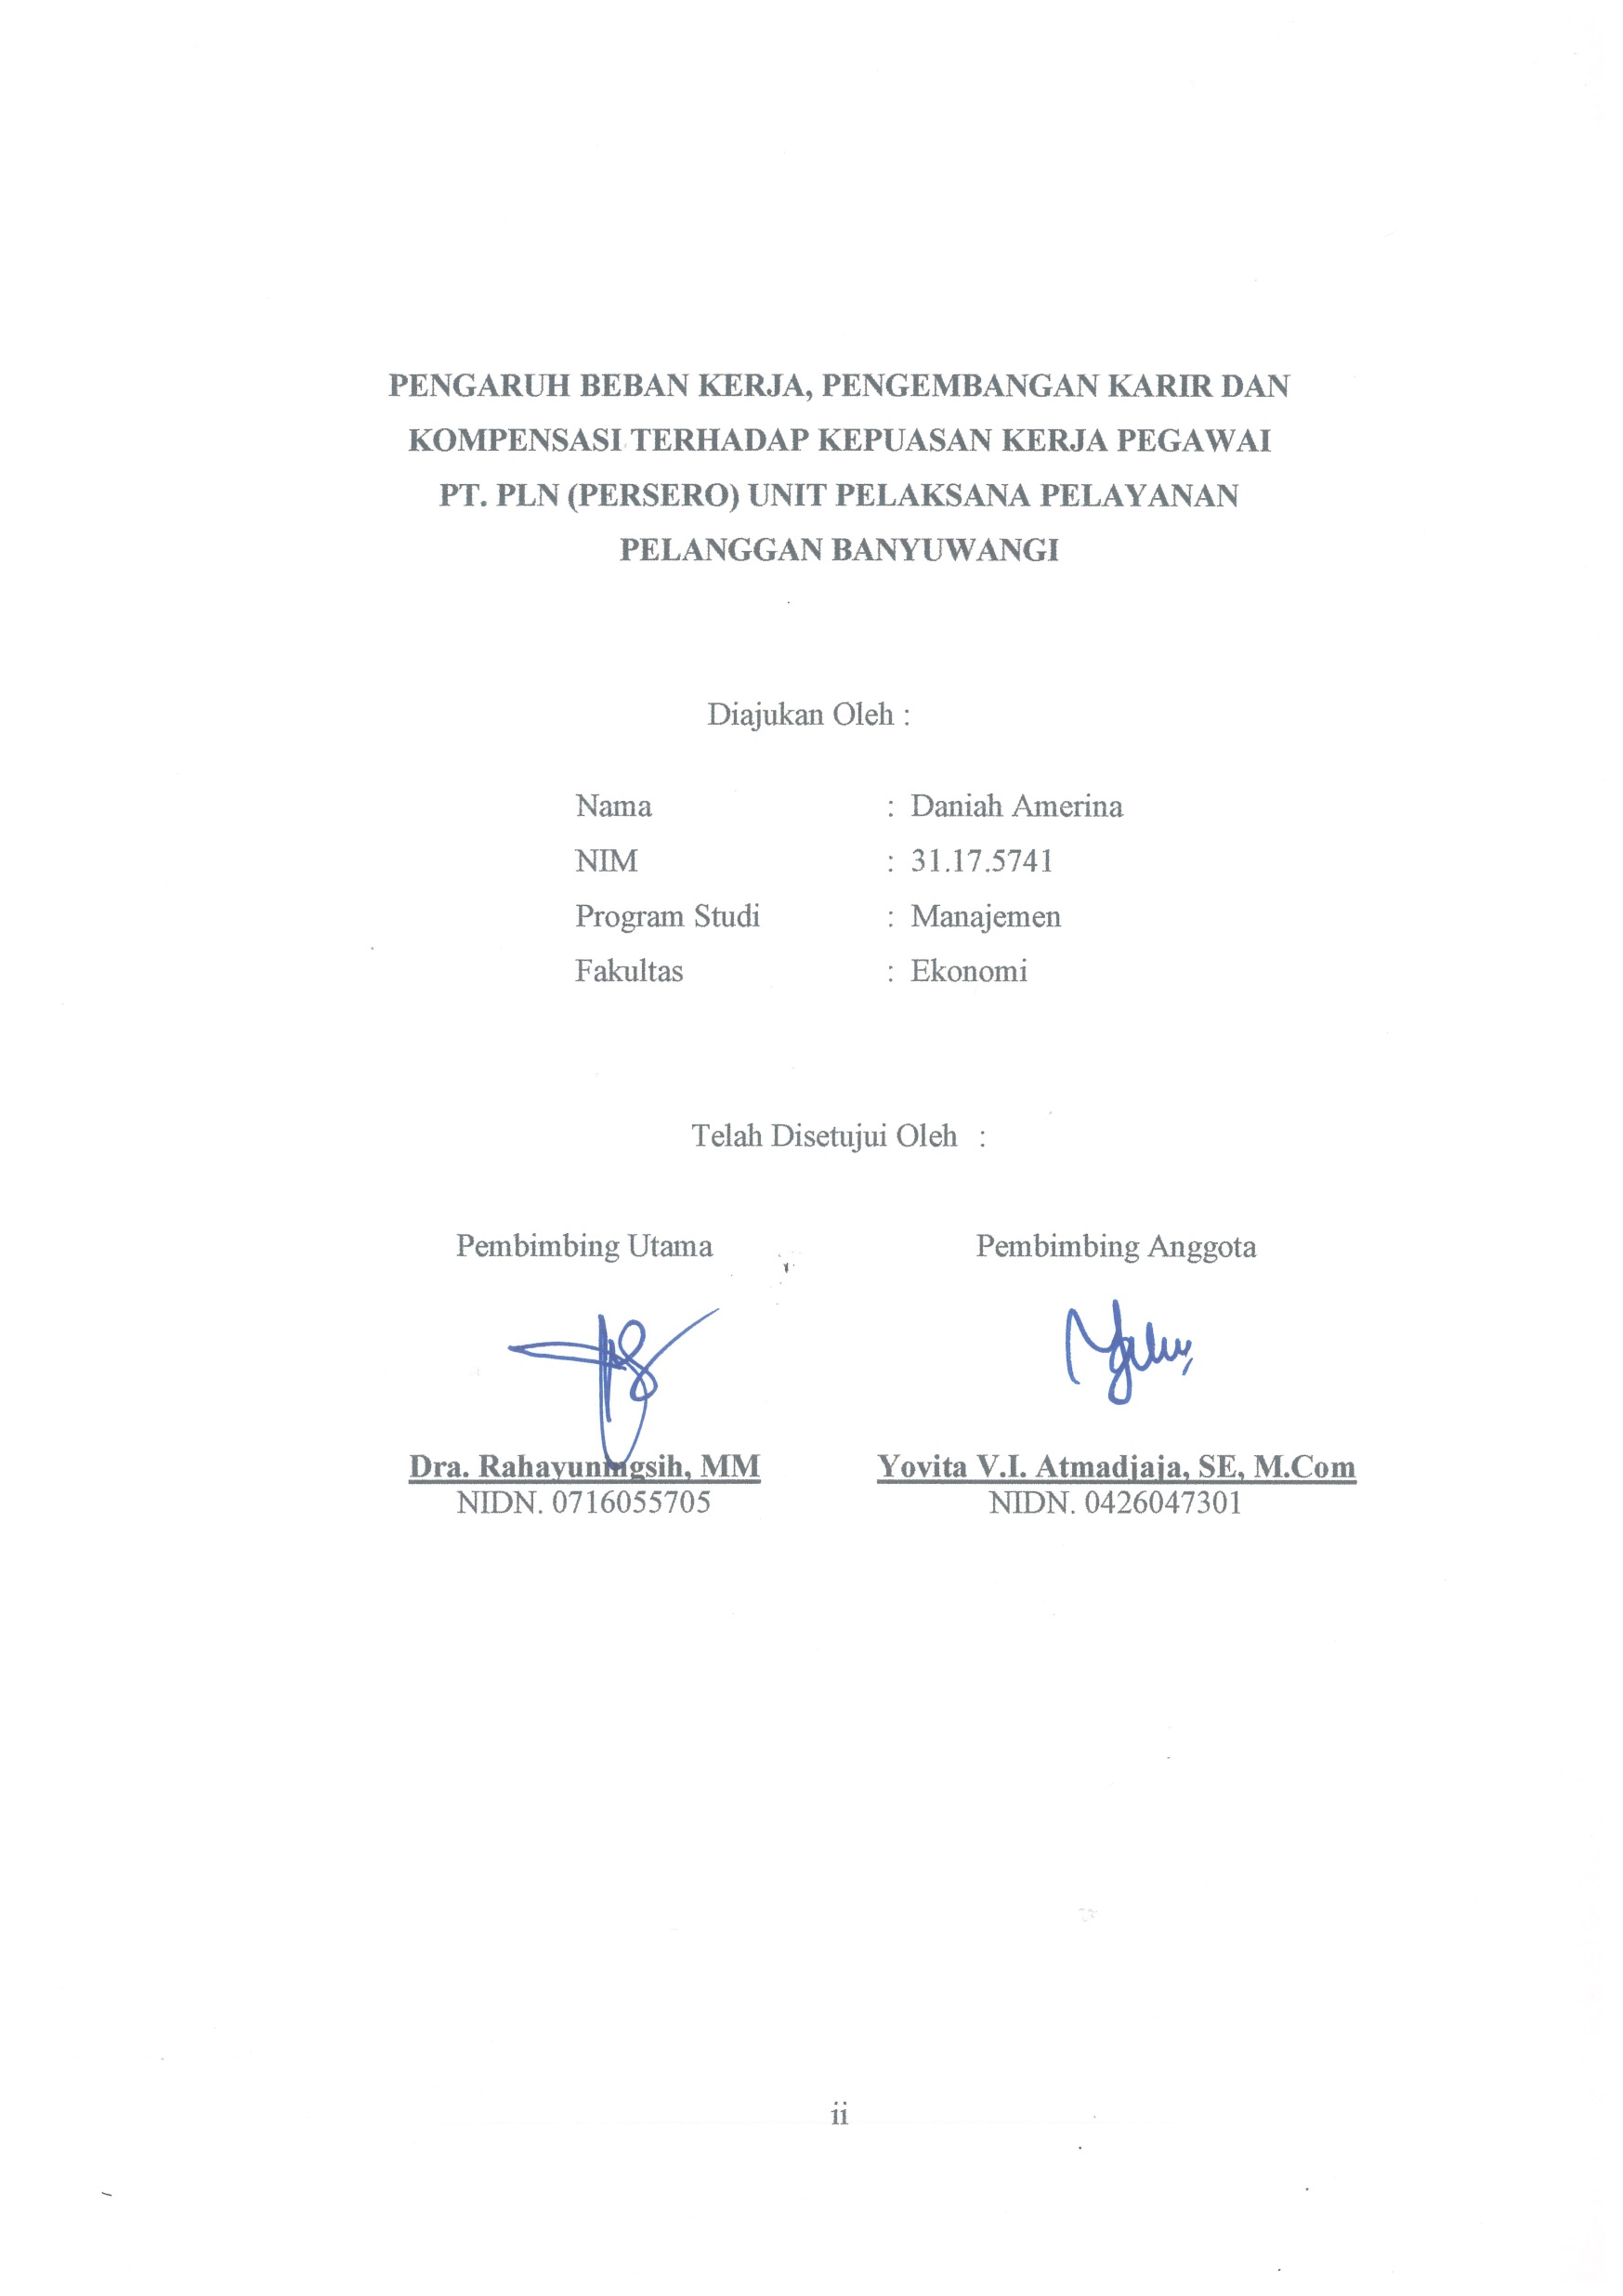 PENGARUH BEBAN KERJA, PENGEMBANGAN KARIR DAN
KOMPENSASI TERHADAP KEPUASAN KERJA PEGAWAI
PT. PLN (PERSERO) UNIT PELAKSANA PELAYANAN
PELANGGAN BANYUWANGI
Diajukan Oleh :
Nama : Daniah Amerina
NIM : 31.17.5741
Program Studi : Manajemen
Fakultas : Ekonomi
Telah Disetujui Oleh :
Pembimbing Utama Pembimbing Anggota
Dra. Rahayuningsih, MM Yovita V.I. Atmadjaja, SE, M.Com
NIDN. 0716055705 NIDN. 0426047301
ii